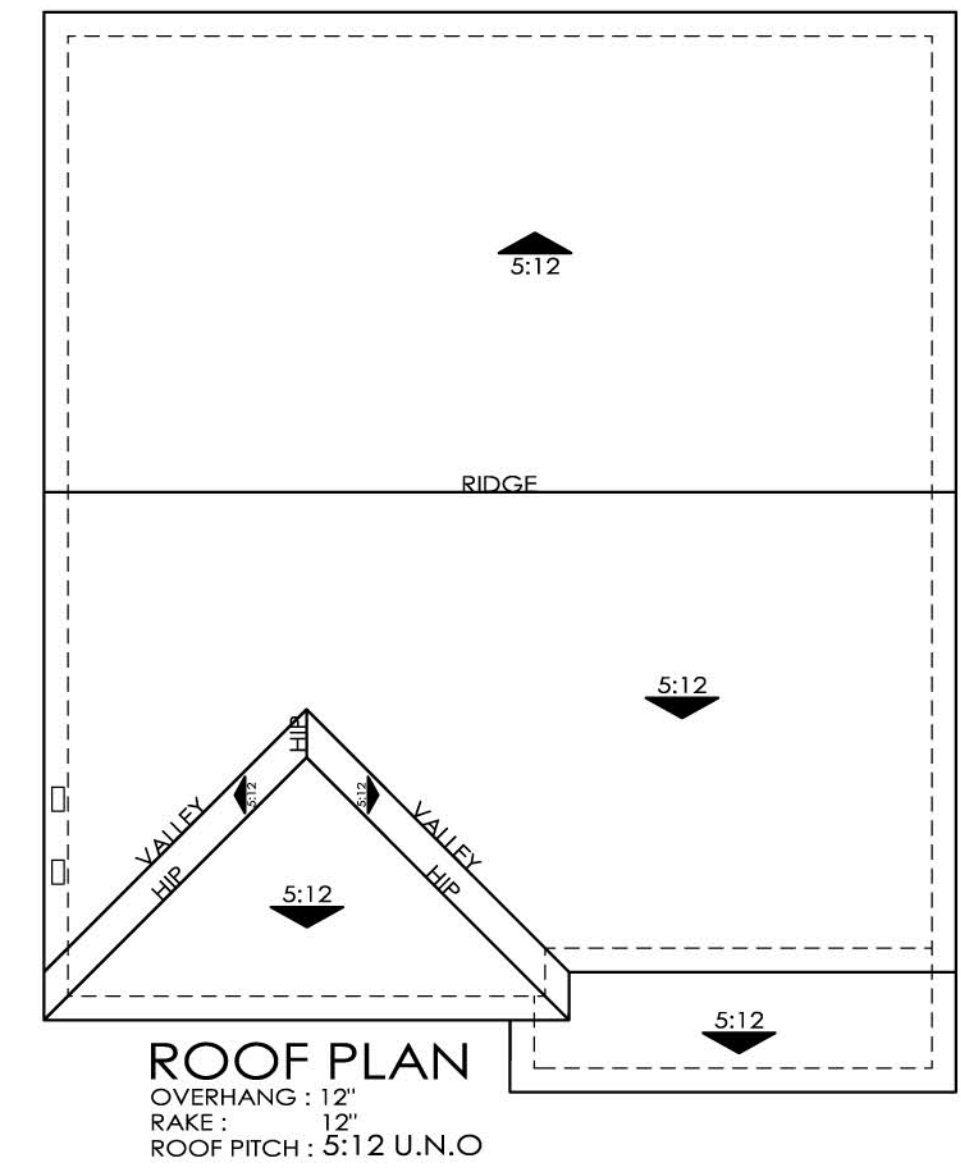 5:12
RIDGE
5:12
HIP
5:12
5:12
VALLEY
VALLEY
HIP
HIP
5:12
5:12
ROOF PLAN
OVERHANG : 12"
RAKE : 12"
ROOF PITCH : 5:12 U.N.O